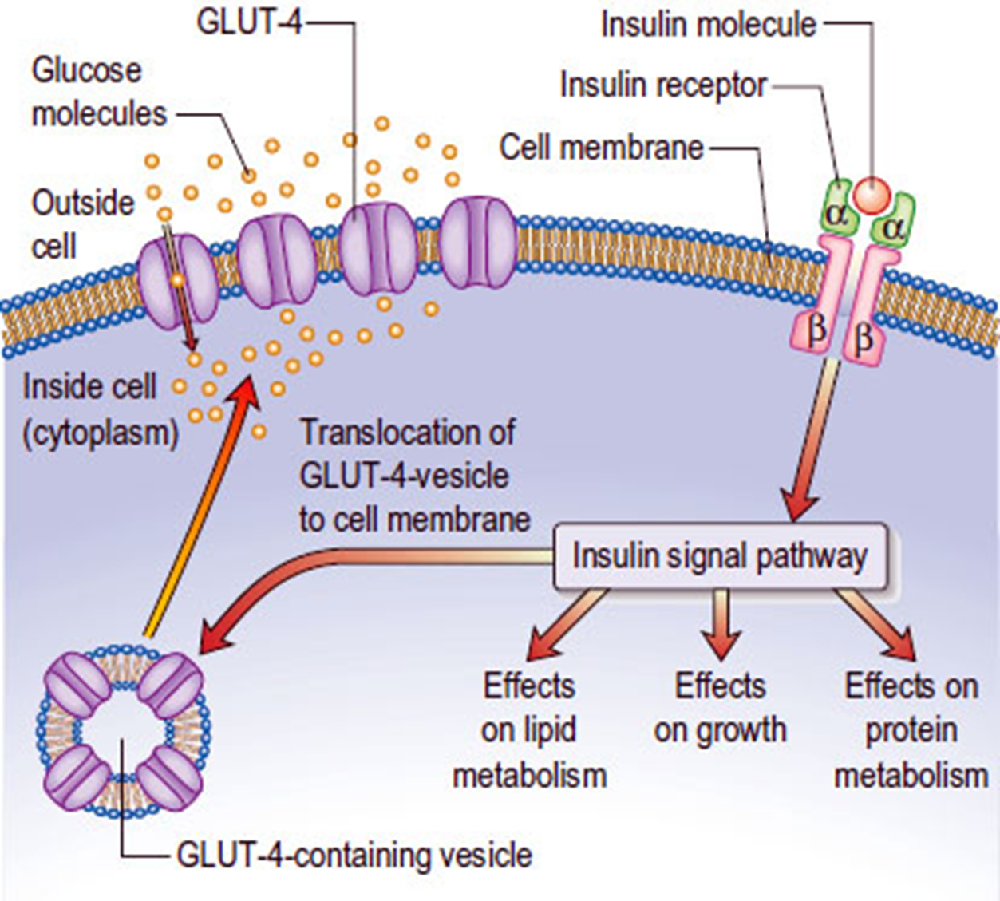 GLUT-4
Insulin molecule
Glucose
molecules
Insulin receptor
Cell membrane
Outside
cell
α
α
β
β
Inside cell
(cytoplasm)
Translocation of
GLUT-4-vesicle
to cell membrane
Insulin signal pathway
Effects
on lipid
metabolism
Effects
on growth
Effects on
protein
metabolism
GLUT-4-containing vesicle